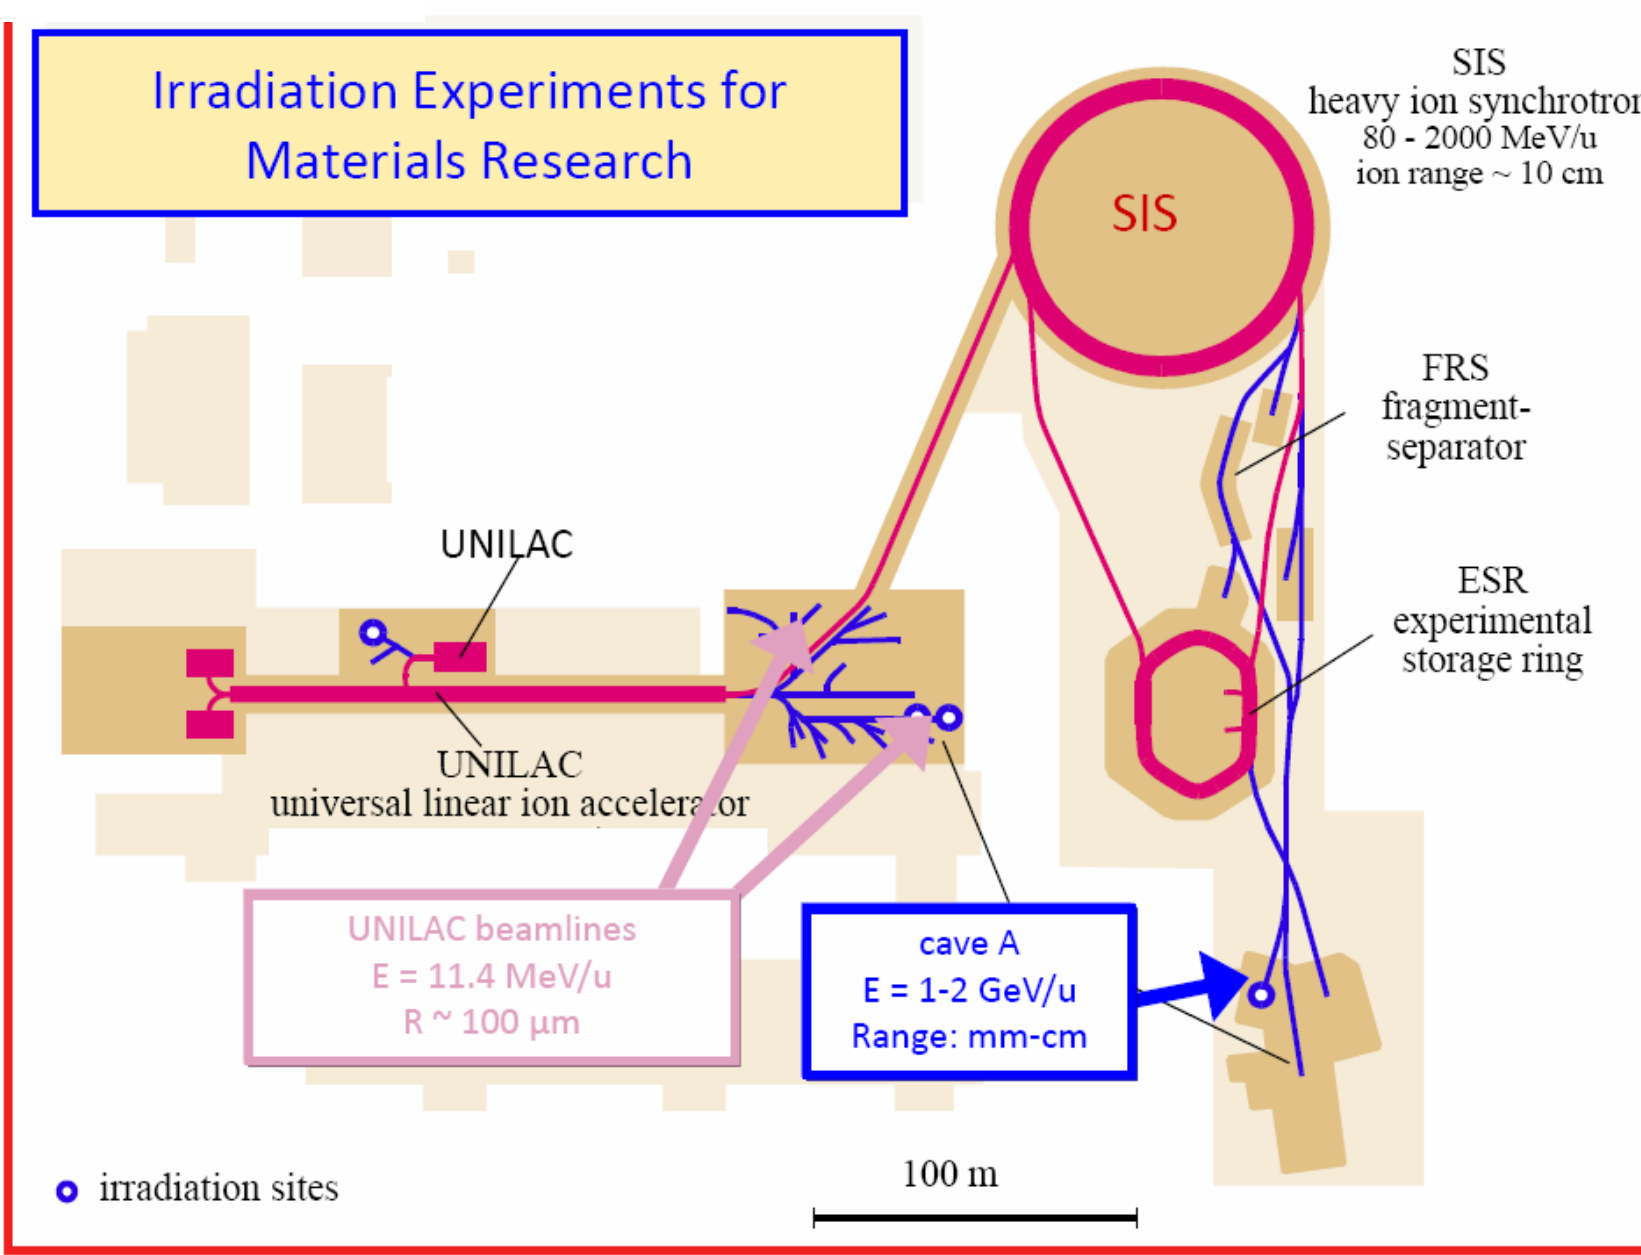 Irradiation Experiments for
Materials Research
SIS
heavy ion synchrotron
80 - 2000 MeV/u
ion range ~ 10 cm
SIS
FRS
fragment-
separator
UNILAC
ESR
experimental
storage ring
UNILAC
universal linear ion accelerator
UNILAC beamlines
E = 11.4 MeV/u
R ~ 100 µm
cave A
E = 1-2 GeV/u
Range: mm-cm
100 m
irradiation sites